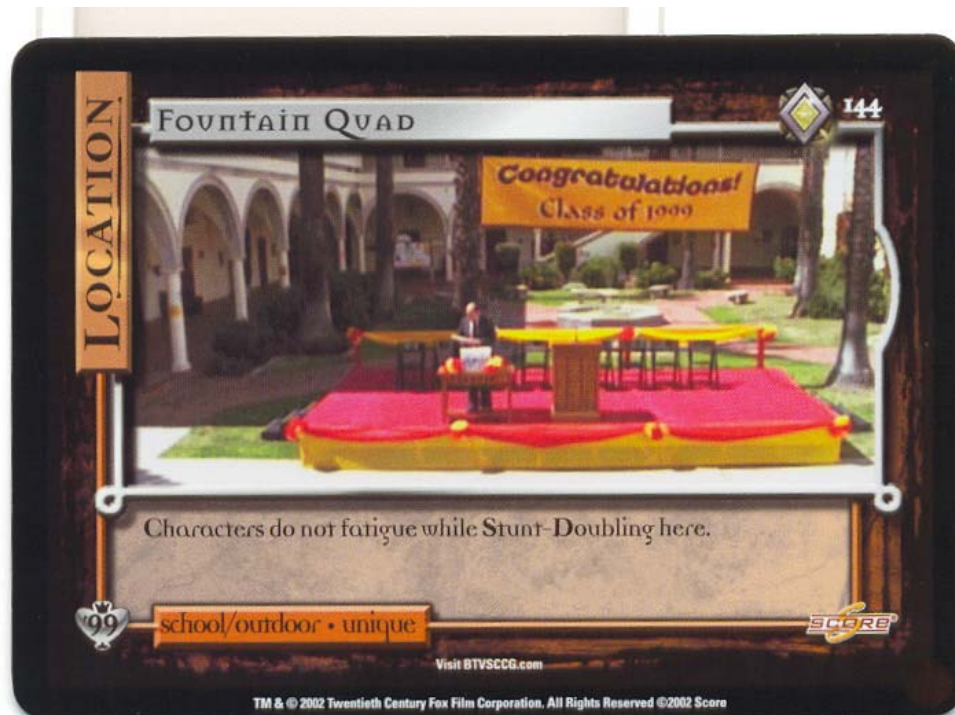 LOCATION
Fountain Quad
144
Congratulations!
Class of 1999
Characters do not fatigue while Stunt-Doubling here.
'99
school/outdoor • unique
SCORE
Visit BTVSCCG.com
TM & © 2002 Twentieth Century Fox Film Corporation. All Rights Reserved ©2002 Score